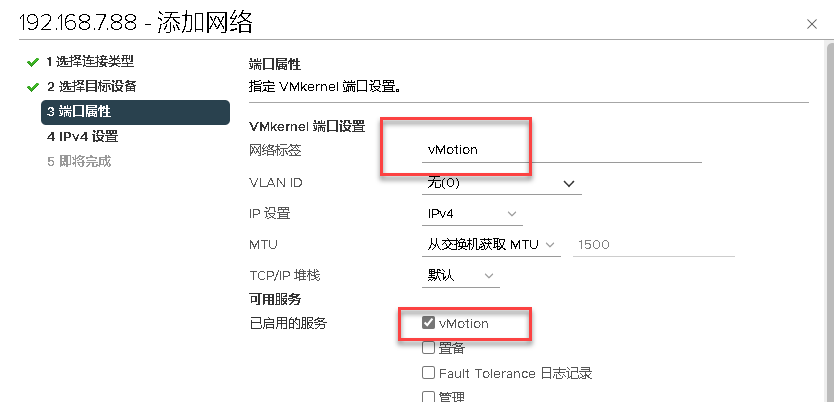 192.168.7.88 - 添加网络
1 选择连接类型
2 选择目标设备
3 端口属性
4 IPv4 设置
5 即将完成
端口属性
指定 VMkernel 端口设置。
VMkernel 端口设置
网络标签 vMotion
VLAN ID 无(0)
IP 设置 IPv4
MTU 从交换机获取 MTU 1500
TCP/IP 堆栈 默认
可用服务
已启用的服务 vMotion
置备
Fault Tolerance 日志记录
管理